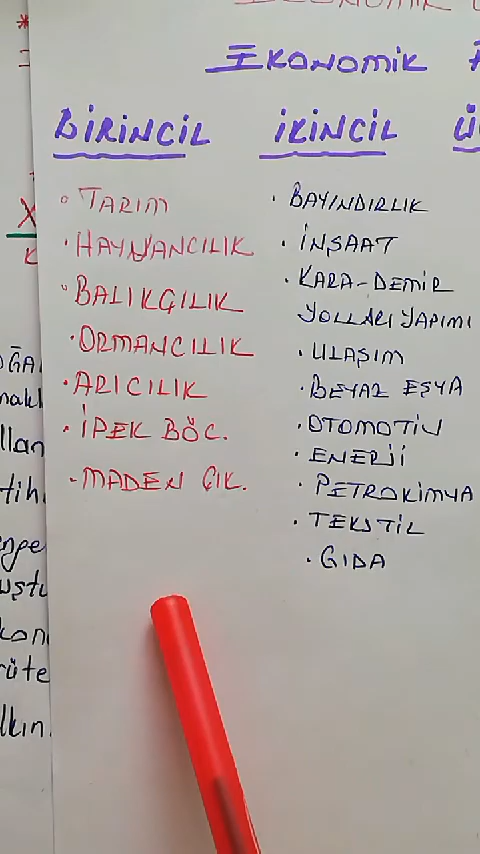 EKONOMİK
BİRİNCİL
• TARIM
• HAYVANCILIK
• BALIKÇILIK
• ORMANCILIK
• ARICILIK
• İPEK BÖC.
• MADEN ÇIK.
İKİNCİL
• BAYINDIRLIK
• İNŞAAT
• KARA-DEMİR
YOLLARI YAPIMI
• ULAŞIM
• BEYAZ EŞYA
• OTOMOTİV
• ENERJİ
• PETROKİMYA
• TEKSTİL
• GIDA